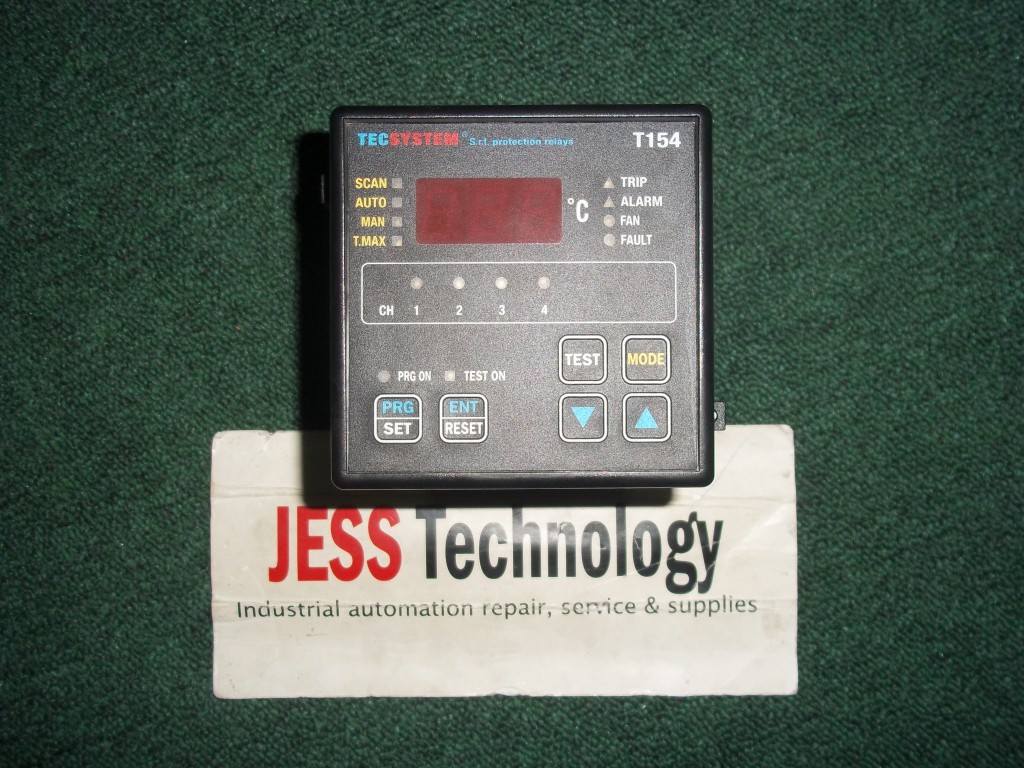 TECSYSTEM® S.r.l. protection relays T154
SCAN
AUTO
MAN
T.MAX
°C
TRIP
ALARM
FAN
FAULT
CH 1 2 3 4
TEST MODE
PRG ON TEST ON
PRG
SET
ENT
RESET
JESS Technology
Industrial automation repair, service & supplies